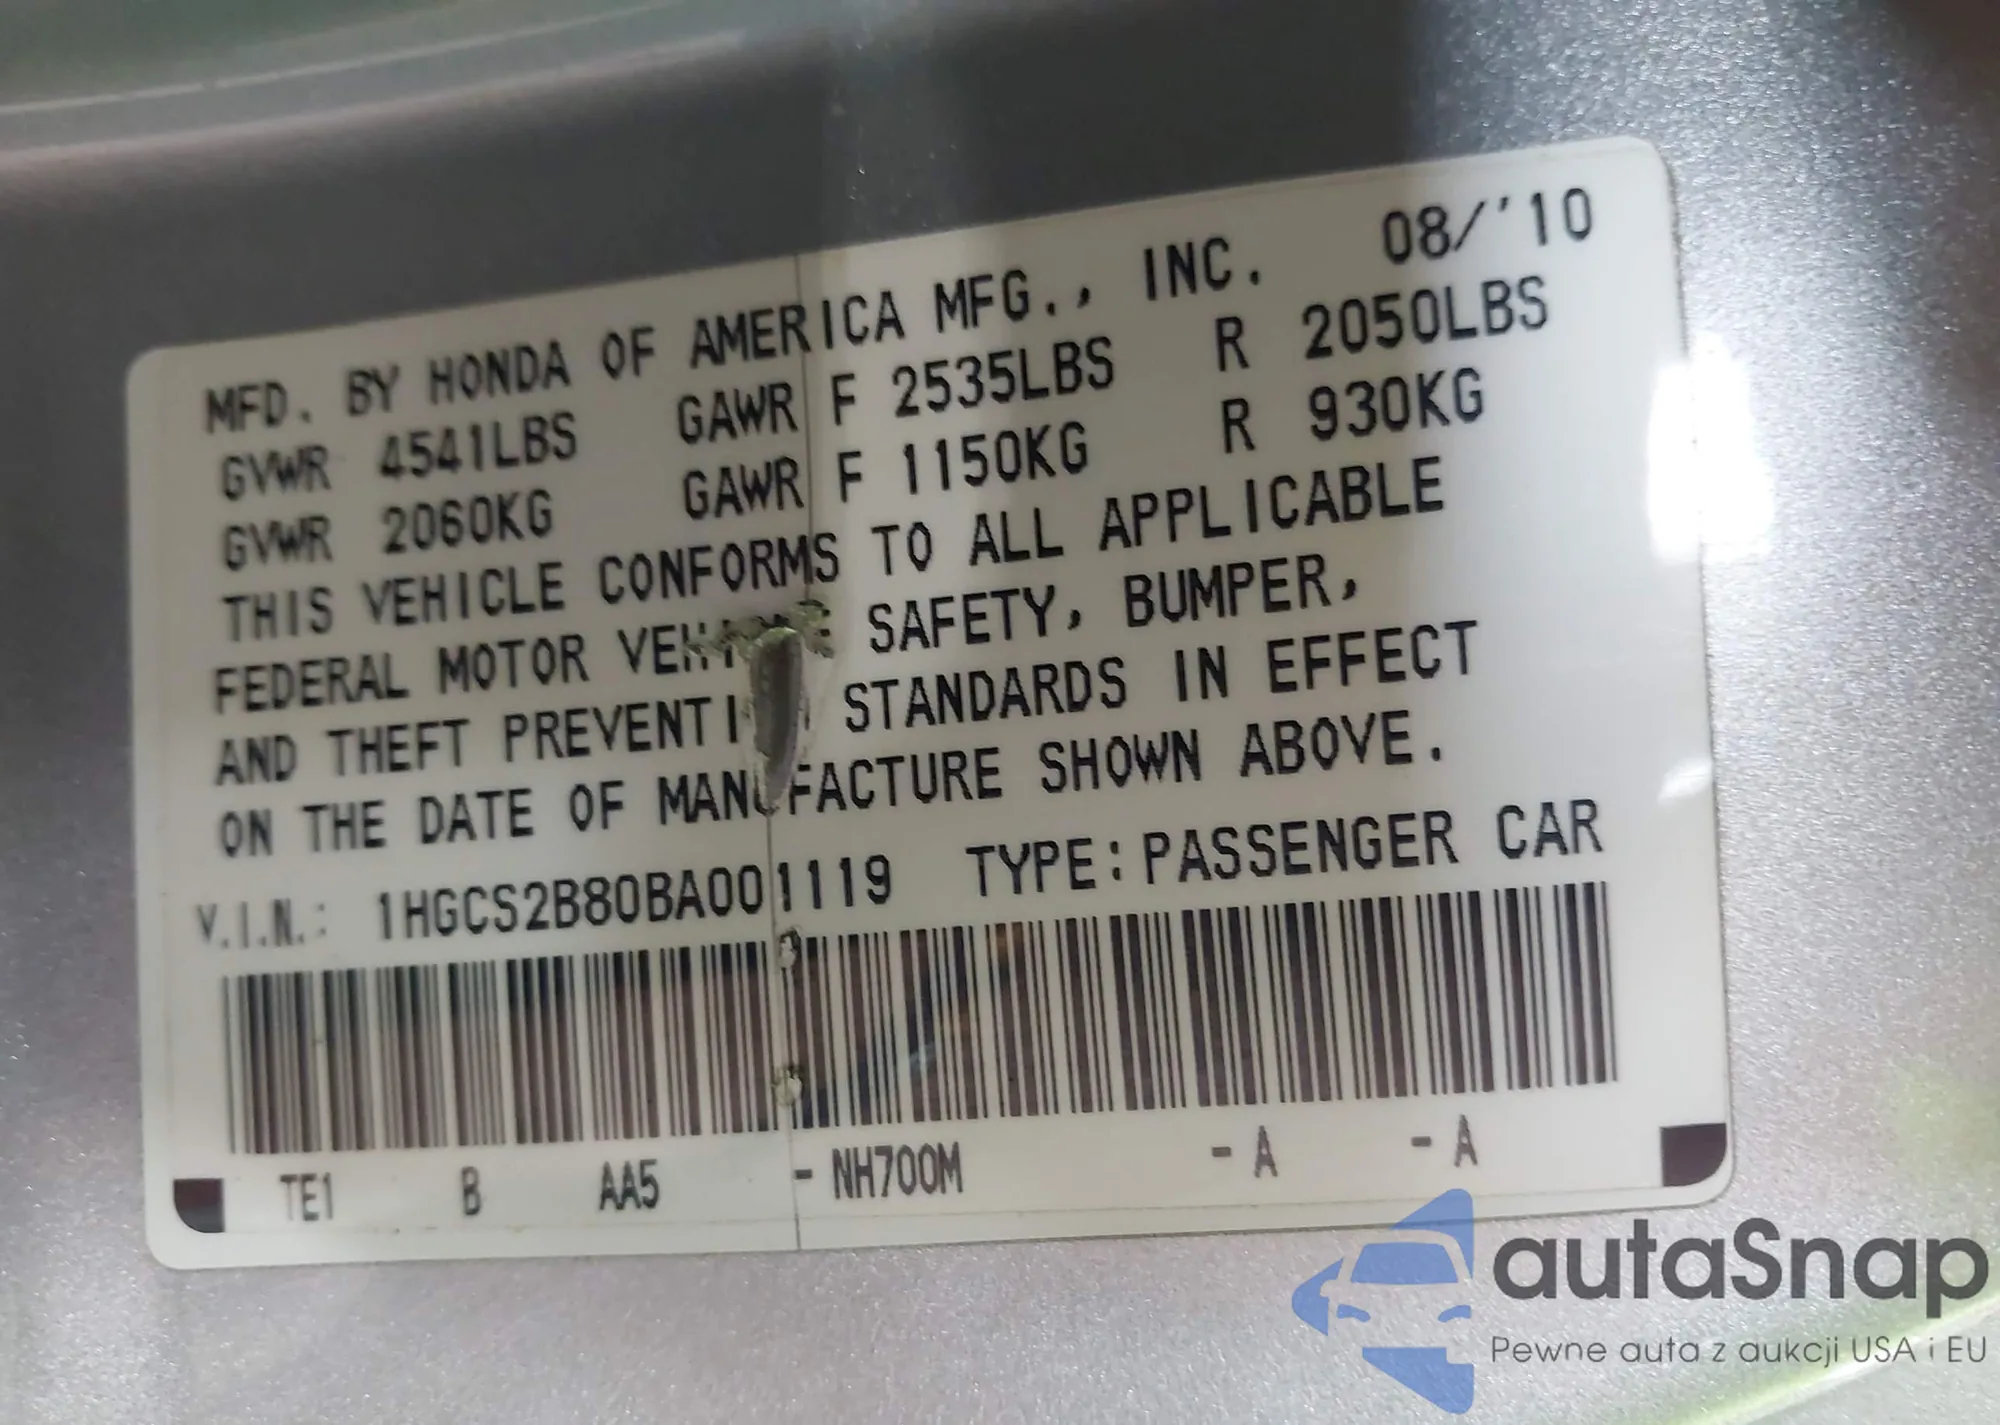 MFD. BY HONDA OF AMERICA MFG., INC. 08/'10
GVWR 4541LBS GAWR F 2535LBS R 2050LBS
GVWR 2060KG GAWR F 1150KG R 930KG
THIS VEHICLE CONFORMS TO ALL APPLICABLE
FEDERAL MOTOR SAFETY, BUMPER,
AND THEFT STANDARDS IN EFFECT
ON THE DATE OF MANUFACTURE SHOWN ABOVE.
V.I.N.: 1HGCS2B80BA001119 TYPE: PASSENGER CAR
TE1 B AA5 - NH700M - A - A
autaSnap
Pewne auta z aukcji USA i EU